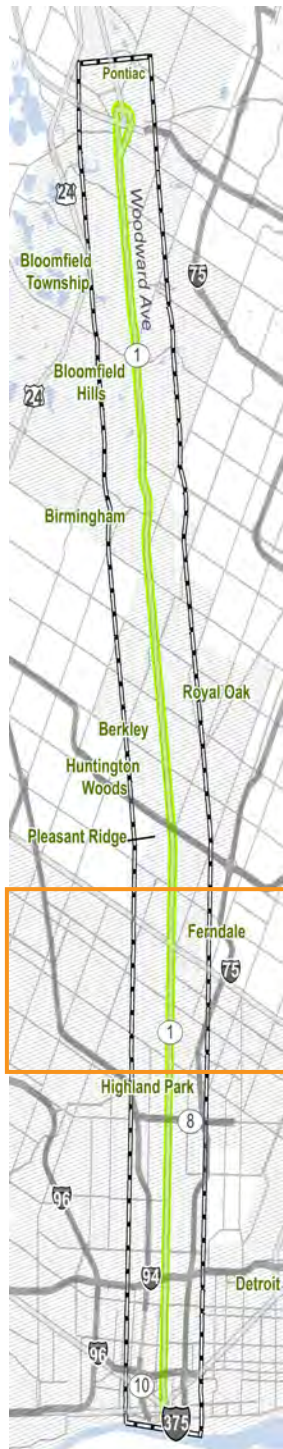 Pontiac
24
Woodward Ave
Bloomfield
Township
75
1
Bloomfield
Hills
24
Birmingham
Royal Oak
Berkley
Huntington
Woods
Pleasant Ridge
Ferndale
75
1
Highland Park
8
96
94
Detroit
96
10
375